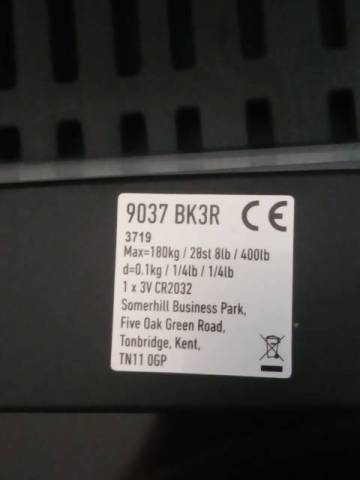 9037 BK3R CE
3719
Max=180kg / 28st 8lb / 400lb
d=0.1kg / 1/4lb / 1/4lb
1 x 3V CR2032
Somerhill Business Park,
Five Oak Green Road,
Tonbridge, Kent,
TN11 0GP